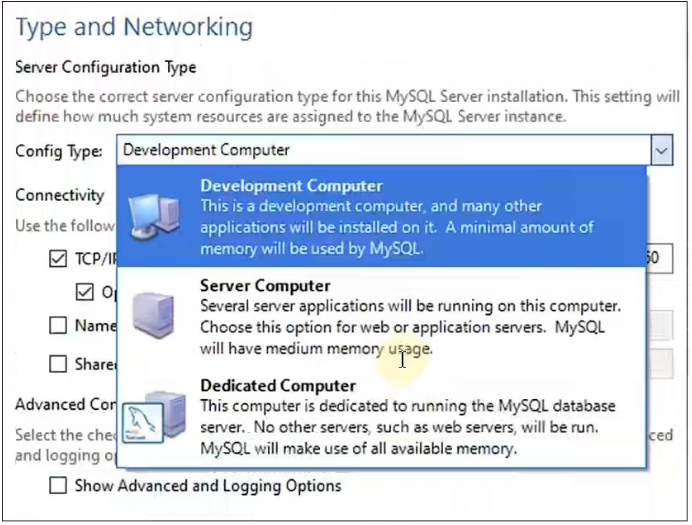 Type and Networking
Server Configuration Type
Choose the correct server configuration type for this MySQL Server installation. This setting will
define how much system resources are assigned to the MySQL Server instance.
Config Type: Development Computer
Development Computer
This is a development computer, and many other
applications will be installed on it. A minimal amount of
memory will be used by MySQL.
Server Computer
Several server applications will be running on this computer.
Choose this option for web or application servers. MySQL
will have medium memory usage.
Dedicated Computer
This computer is dedicated to running the MySQL database
server. No other servers, such as web servers, will be run.
MySQL will make use of all available memory.
Connectivity
Use the follow
TCP/I
60
Op
Name
Share
Advanced Con
Select the che
ced
and logging o
Show Advanced and Logging Options